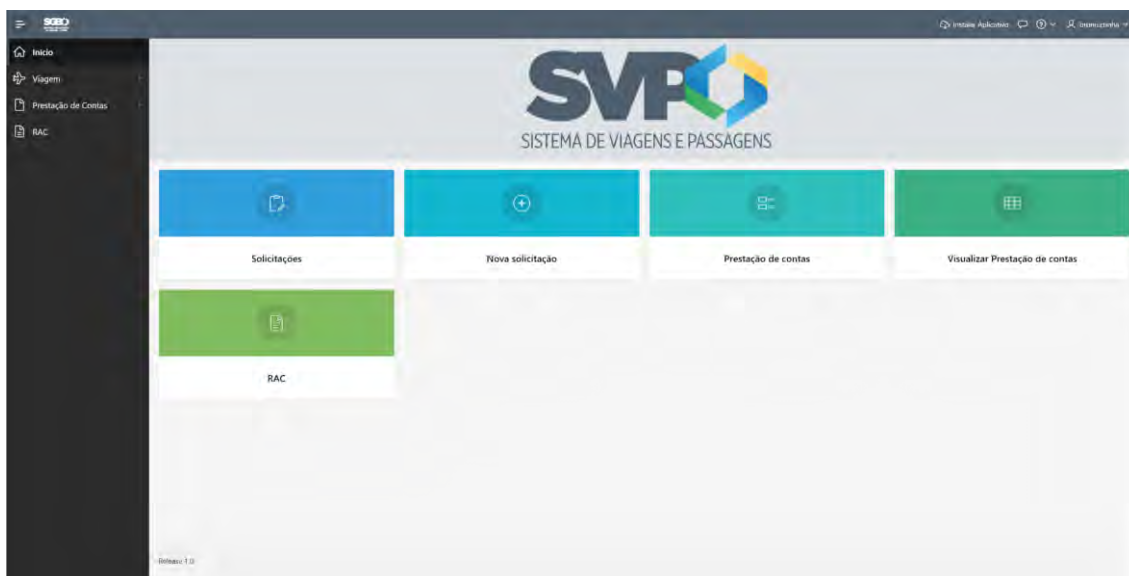 SGBO
Instalar Aplicativo
Início
Viagem
Prestação de Contas
RAC
SVP
SISTEMA DE VIAGENS E PASSAGENS
Solicitações
Nova solicitação
Prestação de contas
Visualizar Prestação de contas
RAC
Release 1.0